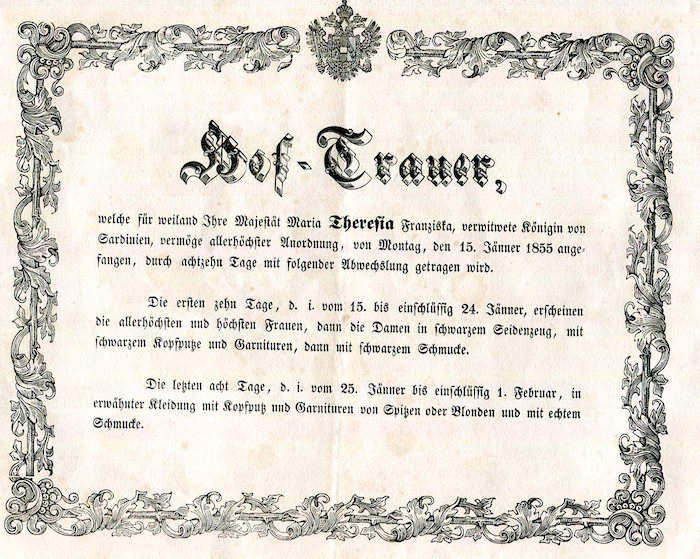 Hof-Trauer,
welche für weiland Ihre Majestät Maria Theresia Franziska, verwitwete Königin von
Sardinien, vermöge allerhöchster Anordnung, von Montag, den 15. Jänner 1855 ange-
fangen, durch achtzehn Tage mit folgender Abwechslung getragen wird.
Die ersten zehn Tage, d. i. vom 15. bis einschlüssig 24. Jänner, erscheinen
die allerhöchsten und höchsten Frauen, dann die Damen in schwarzem Seidenzeug, mit
schwarzem Kopfputze und Garnituren, dann mit schwarzem Schmucke.
Die letzten acht Tage, d. i. vom 25. Jänner bis einschlüssig 1. Februar, in
erwähnter Kleidung mit Kopfputz und Garnituren von Spitzen oder Blonden und mit echtem
Schmucke.